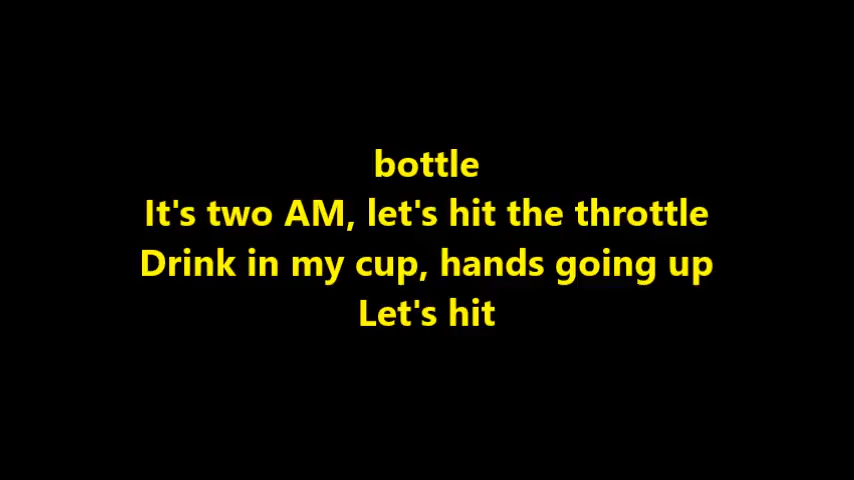 bottle
It's two AM, let's hit the throttle
Drink in my cup, hands going up
Let's hit